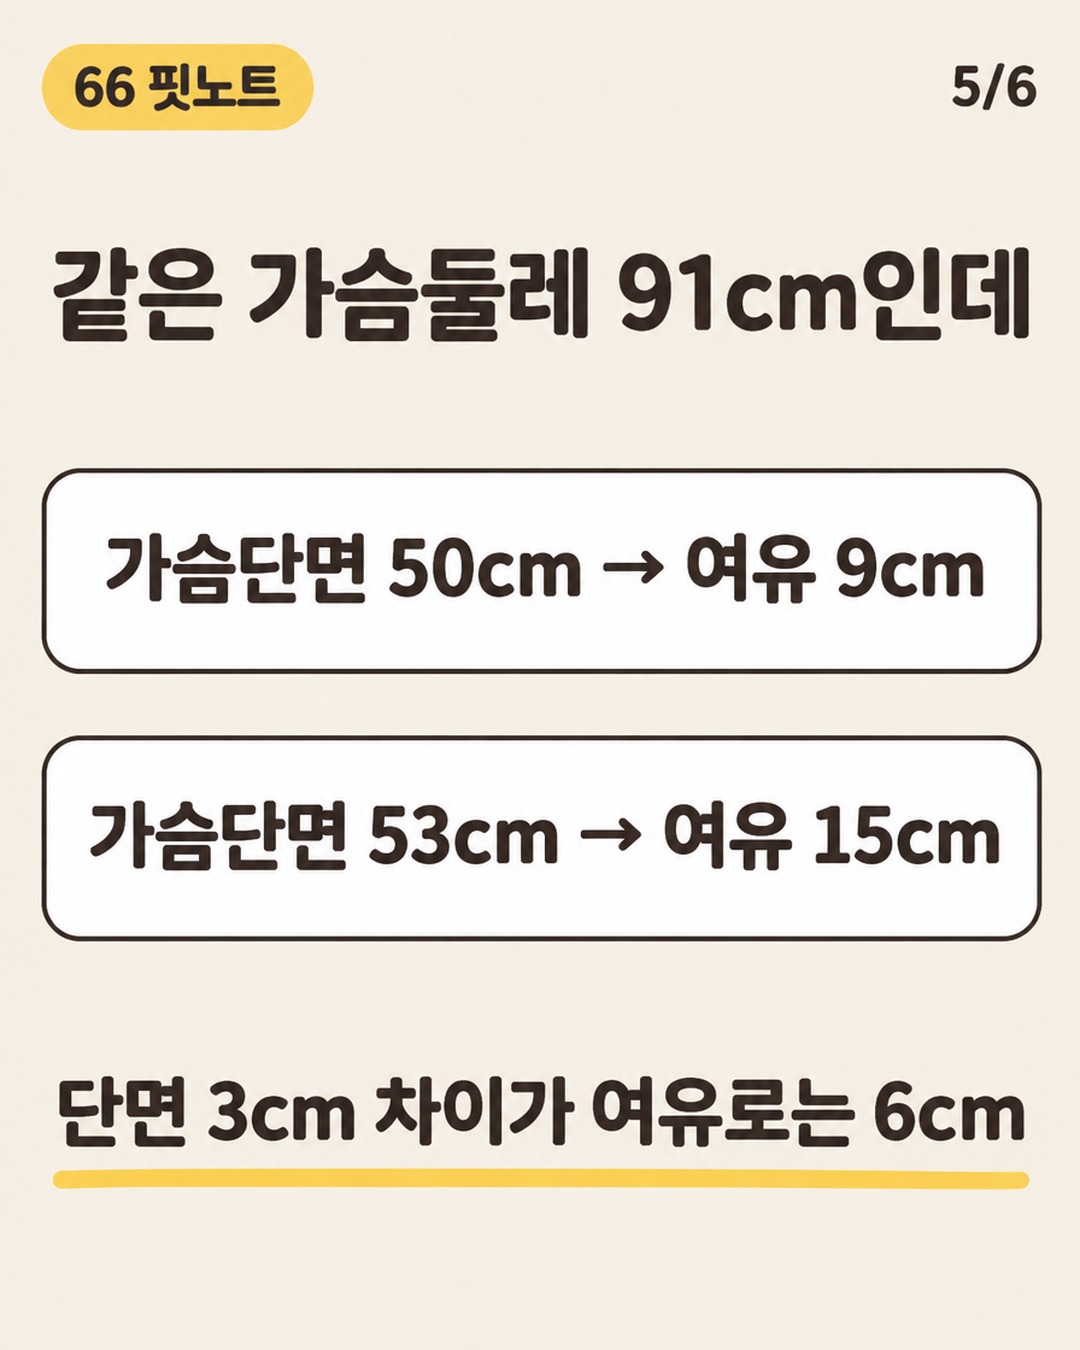 66 핏노트
5/6
같은 가슴둘레 91cm인데
가슴단면 50cm → 여유 9cm
가슴단면 53cm → 여유 15cm
단면 3cm 차이가 여유로는 6cm